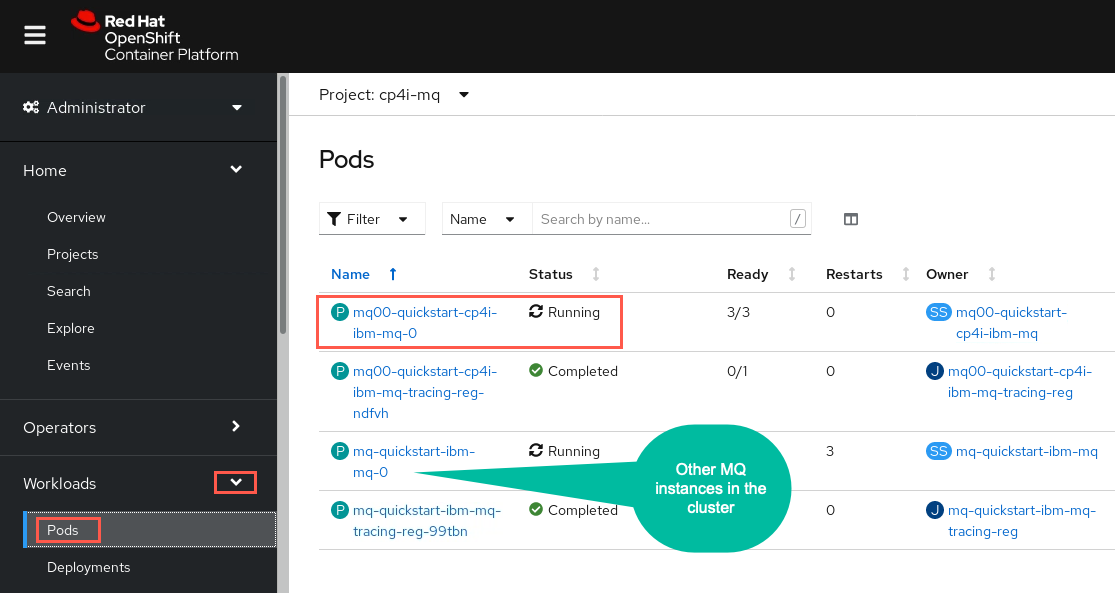 Red Hat
OpenShift
Container Platform
Administrator
Home
Overview
Projects
Search
Explore
Events
Operators
Workloads
Pods
Deployments
Project: cp4i-mq
Pods
Filter
Name
Search by name...
/
Name Status Ready Restarts Owner
P mq00-quickstart-cp4i- Running 3/3 0 SS mq00-quickstart-
ibm-mq-0 cp4i-ibm-mq
P mq00-quickstart-cp4i- Completed 0/1 0 J mq00-quickstart-cp4i-
ibm-mq-tracing-reg- ibm-mq-tracing-reg
ndfvh
P mq-quickstart-ibm- Running 3 SS mq-quickstart-ibm-mq
mq-0
P mq-quickstart-ibm-mq- Completed 0 J mq-quickstart-ibm-mq-
tracing-reg-99tbn tracing-reg
Other MQ
instances in the
cluster